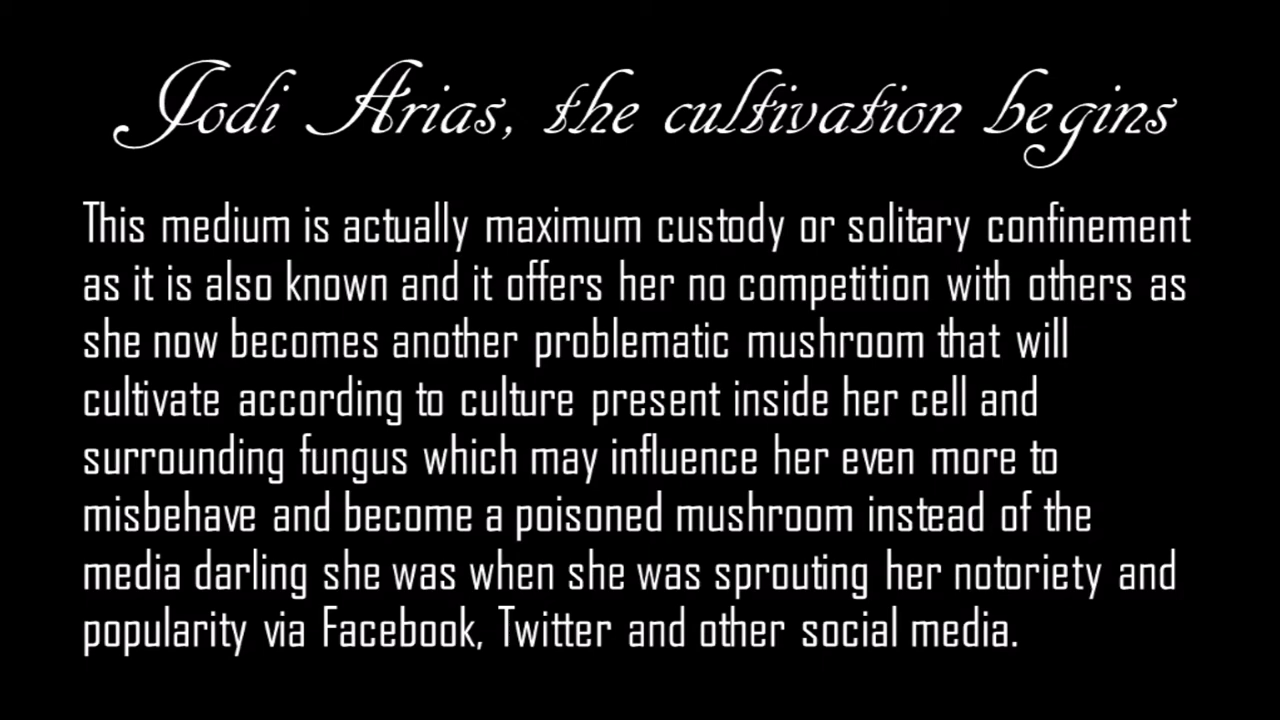 Jodi Arias, the cultivation begins
This medium is actually maximum custody or solitary confinement
as it is also known and it offers her no competition with others as
she now becomes another problematic mushroom that will
cultivate according to culture present inside her cell and
surrounding fungus which may influence her even more to
misbehave and become a poisoned mushroom instead of the
media darling she was when she was sprouting her notoriety and
popularity via Facebook, Twitter and other social media.